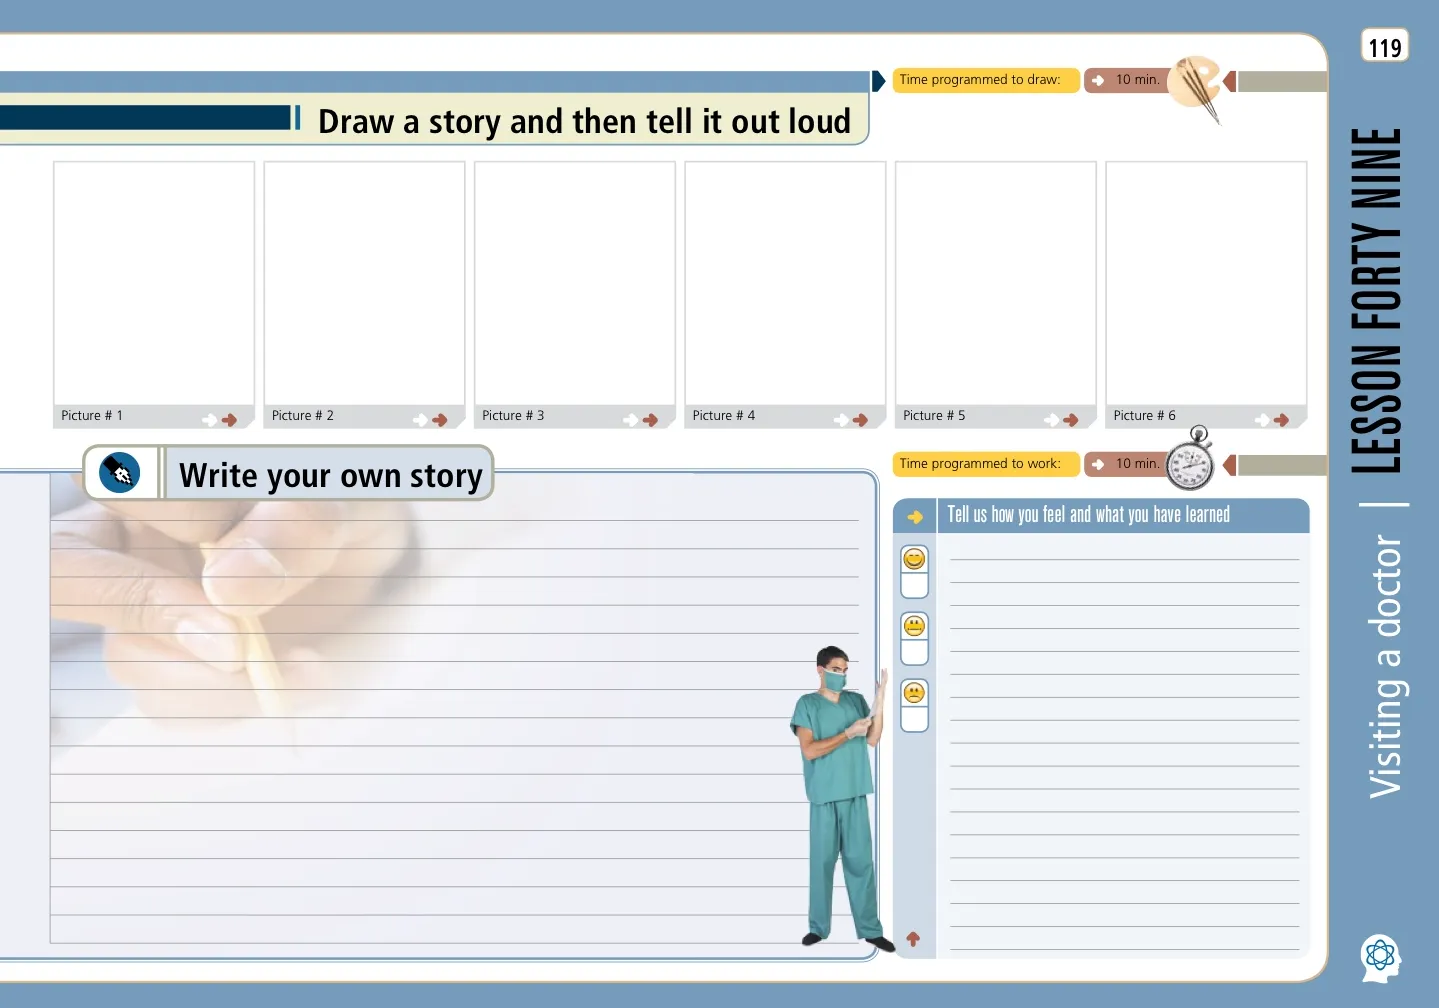 119
Time programmed to draw:
10 min.
Draw a story and then tell it out loud
Picture # 1
Picture # 2
Picture # 3
Picture # 4
Picture # 5
Picture # 6
Write your own story
Time programmed to work:
10 min.
Tell us how you feel and what you have learned
LESSON FORTY NINE
Visiting a doctor